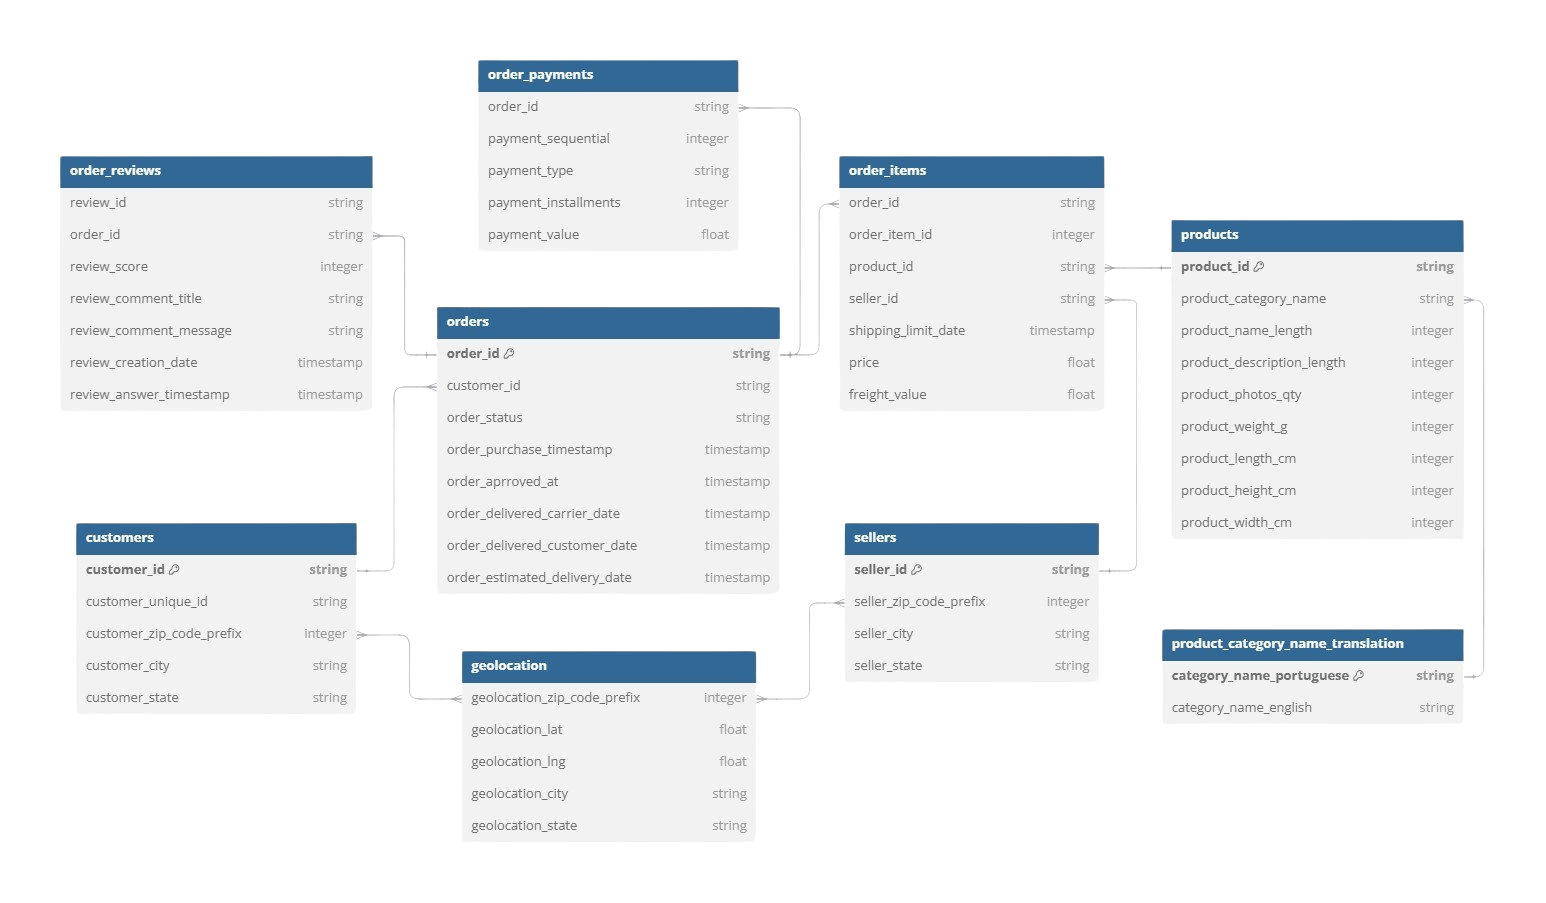 order_payments
order_id string
payment_sequential integer
payment_type string
payment_installments integer
payment_value float
order_reviews
review_id string
order_id string
review_score integer
review_comment_title string
review_comment_message string
review_creation_date timestamp
review_answer_timestamp timestamp
order_items
order_id string
order_item_id integer
product_id string
seller_id string
shipping_limit_date timestamp
price float
freight_value float
products
product_id string
product_category_name string
product_name_length integer
product_description_length integer
product_photos_qty integer
product_weight_g integer
product_length_cm integer
product_height_cm integer
product_width_cm integer
orders
order_id string
customer_id string
order_status string
order_purchase_timestamp timestamp
order_aprroved_at timestamp
order_delivered_carrier_date timestamp
order_delivered_customer_date timestamp
order_estimated_delivery_date timestamp
customers
customer_id string
customer_unique_id string
customer_zip_code_prefix integer
customer_city string
customer_state string
sellers
seller_id string
seller_zip_code_prefix integer
seller_city string
seller_state string
geolocation
geolocation_zip_code_prefix integer
geolocation_lat float
geolocation_lng float
geolocation_city string
geolocation_state string
product_category_name_translation
category_name_portuguese string
category_name_english string